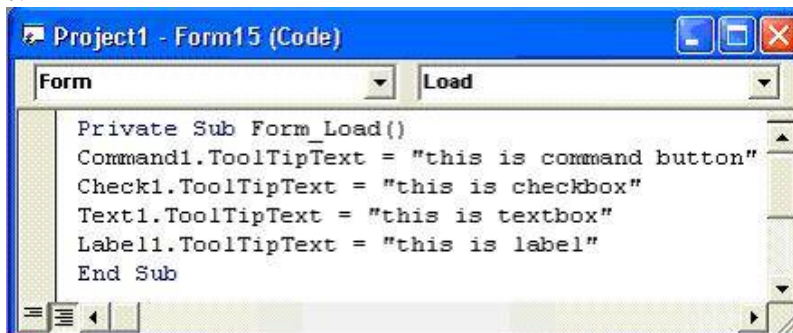 Project1 - Form15 (Code)
Form Load
Private Sub Form_Load()
Command1.ToolTipText = "this is command button"
Check1.ToolTipText = "this is checkbox"
Text1.ToolTipText = "this is textbox"
Label1.ToolTipText = "this is label"
End Sub